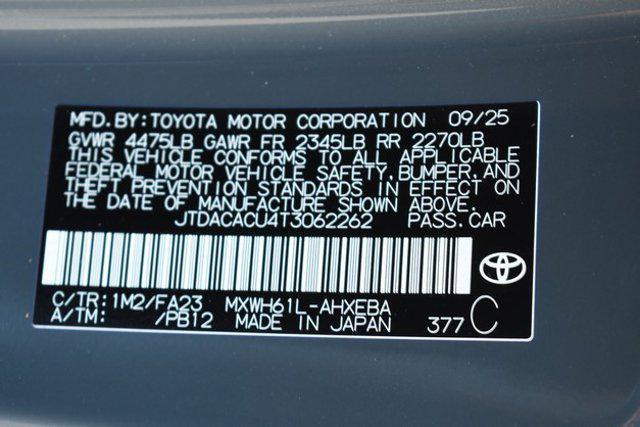 MFD. BY: TOYOTA MOTOR CORPORATION 09/25
GVWR 4475LB GAWR FR 2345LB RR 2270LB
THIS VEHICLE CONFORMS TO ALL APPLICABLE
FEDERAL MOTOR VEHICLE SAFETY, BUMPER, AND
THEFT PREVENTION STANDARDS IN EFFECT ON
THE DATE OF MANUFACTURE SHOWN ABOVE.
JTDACACU4T3062262 PASS. CAR
C/TR: 1M2/FA23 MXWH61L-AHXEBA
A/TM: /PB12 MADE IN JAPAN 377 C